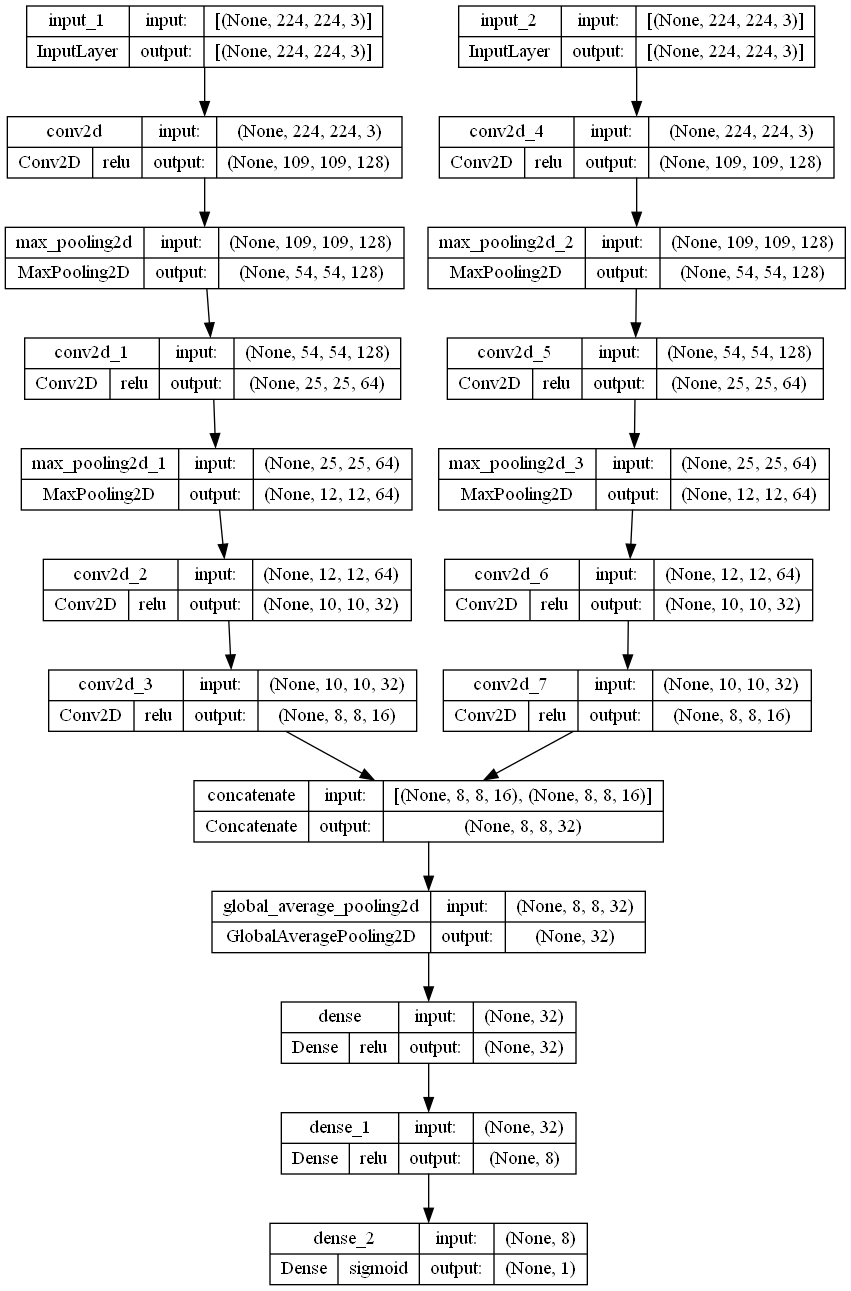 input_1 input: [(None, 224, 224, 3)]
InputLayer output: [(None, 224, 224, 3)]
input_2 input: [(None, 224, 224, 3)]
InputLayer output: [(None, 224, 224, 3)]
conv2d input: (None, 224, 224, 3)
Conv2D relu output: (None, 109, 109, 128)
conv2d_4 input: (None, 224, 224, 3)
Conv2D relu output: (None, 109, 109, 128)
max_pooling2d input: (None, 109, 109, 128)
MaxPooling2D output: (None, 54, 54, 128)
max_pooling2d_2 input: (None, 109, 109, 128)
MaxPooling2D output: (None, 54, 54, 128)
conv2d_1 input: (None, 54, 54, 128)
Conv2D relu output: (None, 25, 25, 64)
conv2d_5 input: (None, 54, 54, 128)
Conv2D relu output: (None, 25, 25, 64)
max_pooling2d_1 input: (None, 25, 25, 64)
MaxPooling2D output: (None, 12, 12, 64)
max_pooling2d_3 input: (None, 25, 25, 64)
MaxPooling2D output: (None, 12, 12, 64)
conv2d_2 input: (None, 12, 12, 64)
Conv2D relu output: (None, 10, 10, 32)
conv2d_6 input: (None, 12, 12, 64)
Conv2D relu output: (None, 10, 10, 32)
conv2d_3 input: (None, 10, 10, 32)
Conv2D relu output: (None, 8, 8, 16)
conv2d_7 input: (None, 10, 10, 32)
Conv2D relu output: (None, 8, 8, 16)
concatenate input: [(None, 8, 8, 16), (None, 8, 8, 16)]
Concatenate output: (None, 8, 8, 32)
global_average_pooling2d input: (None, 8, 8, 32)
GlobalAveragePooling2D output: (None, 32)
dense input: (None, 32)
Dense relu output: (None, 32)
dense_1 input: (None, 32)
Dense relu output: (None, 8)
dense_2 input: (None, 8)
Dense sigmoid output: (None, 1)